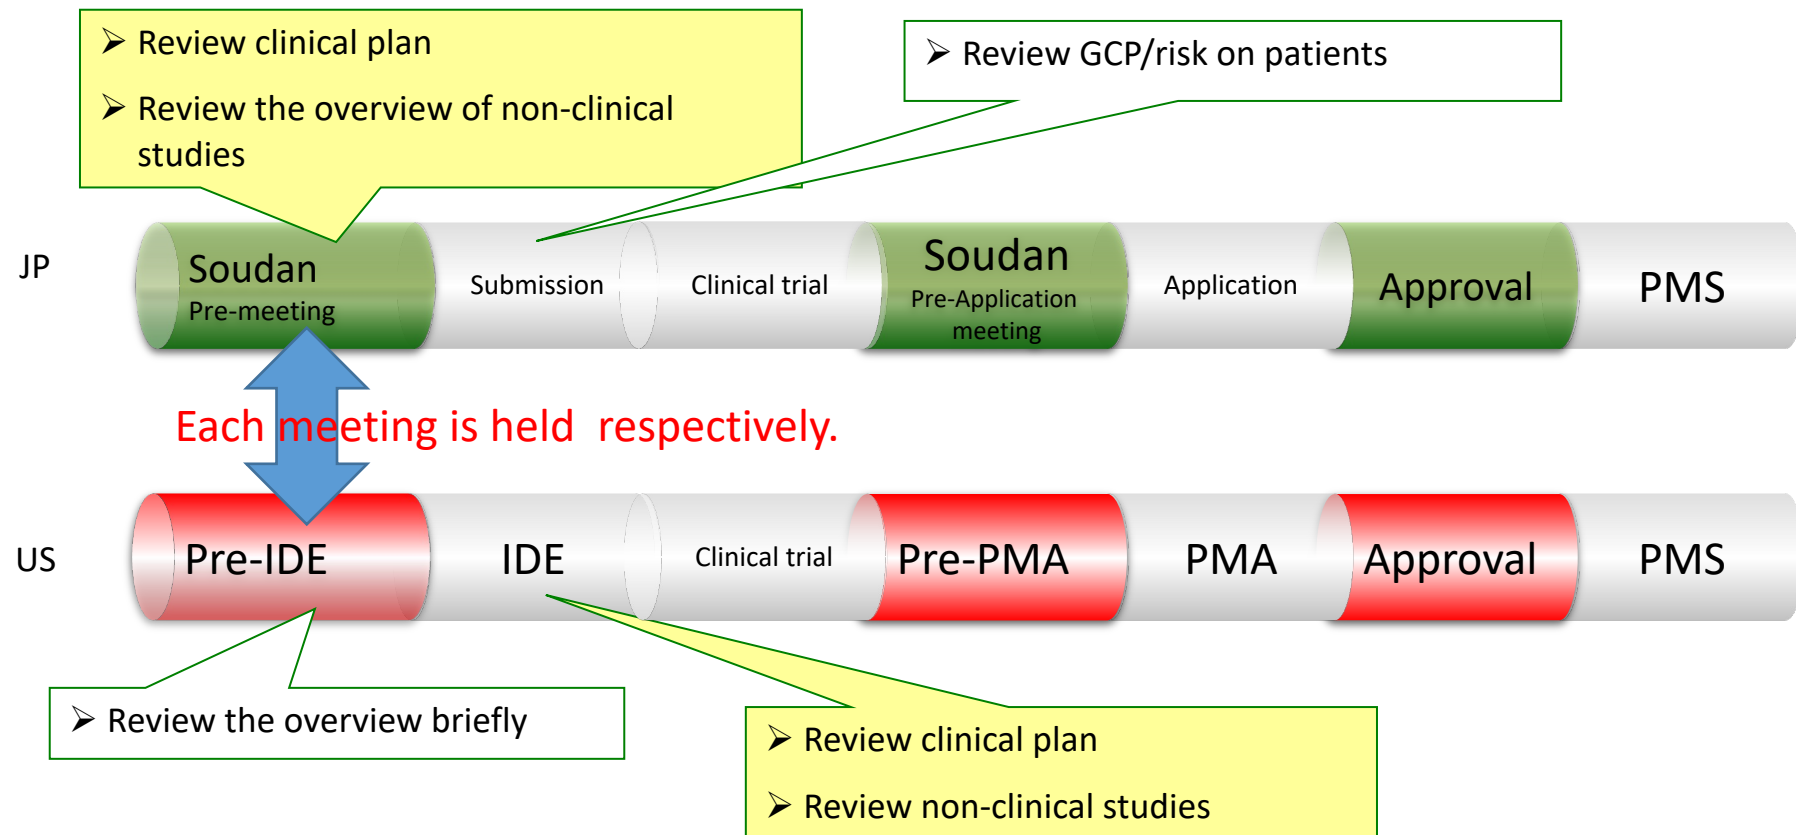 ➢ Review clinical plan
➢ Review the overview of non-clinical
studies
➢ Review GCP/risk on patients
JP
Soudan
Pre-meeting
Submission
Clinical trial
Soudan
Pre-Application
meeting
Application
Approval
PMS
Each meeting is held  respectively.
US
Pre-IDE
IDE
Clinical trial
Pre-PMA
PMA
Approval
PMS
➢ Review the overview briefly
➢ Review clinical plan
➢ Review non-clinical studies